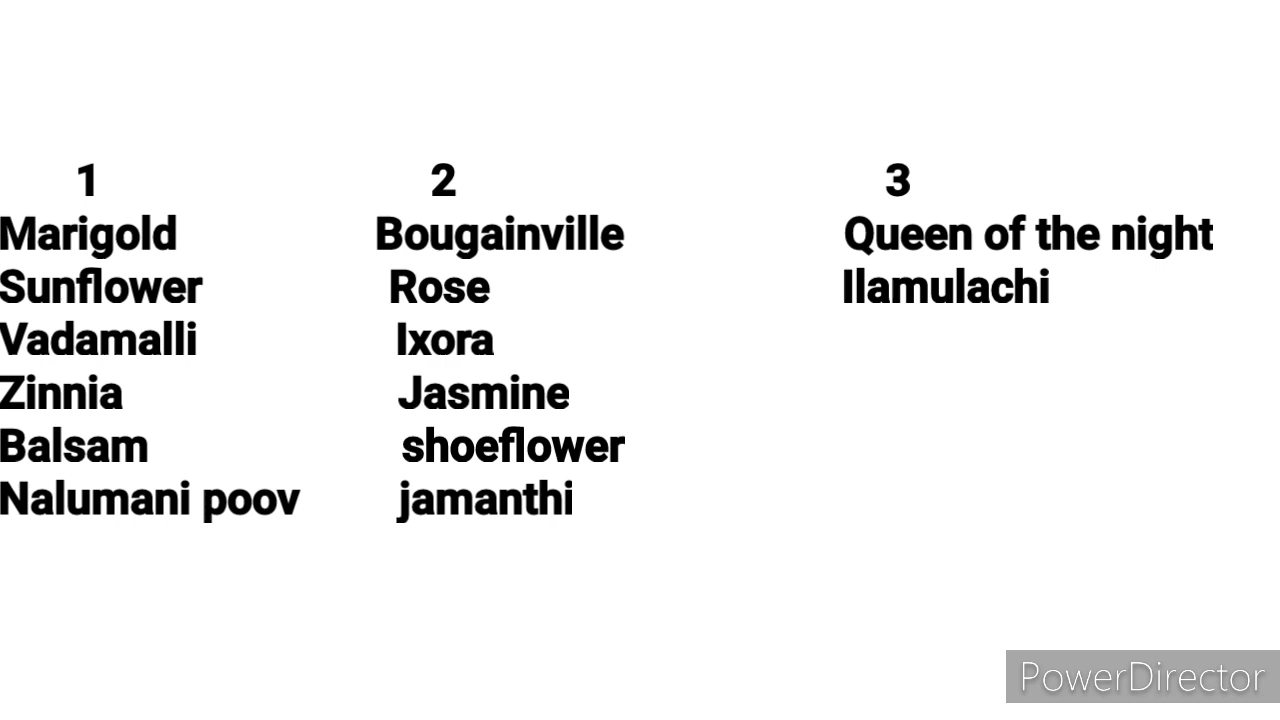 1 2 3
Marigold Bougainville Queen of the night
Sunflower Rose Ilamulachi
Vadamalli Ixora
Zinnia Jasmine
Balsam shoeflower
Nalumani poov jamanthi
PowerDirector